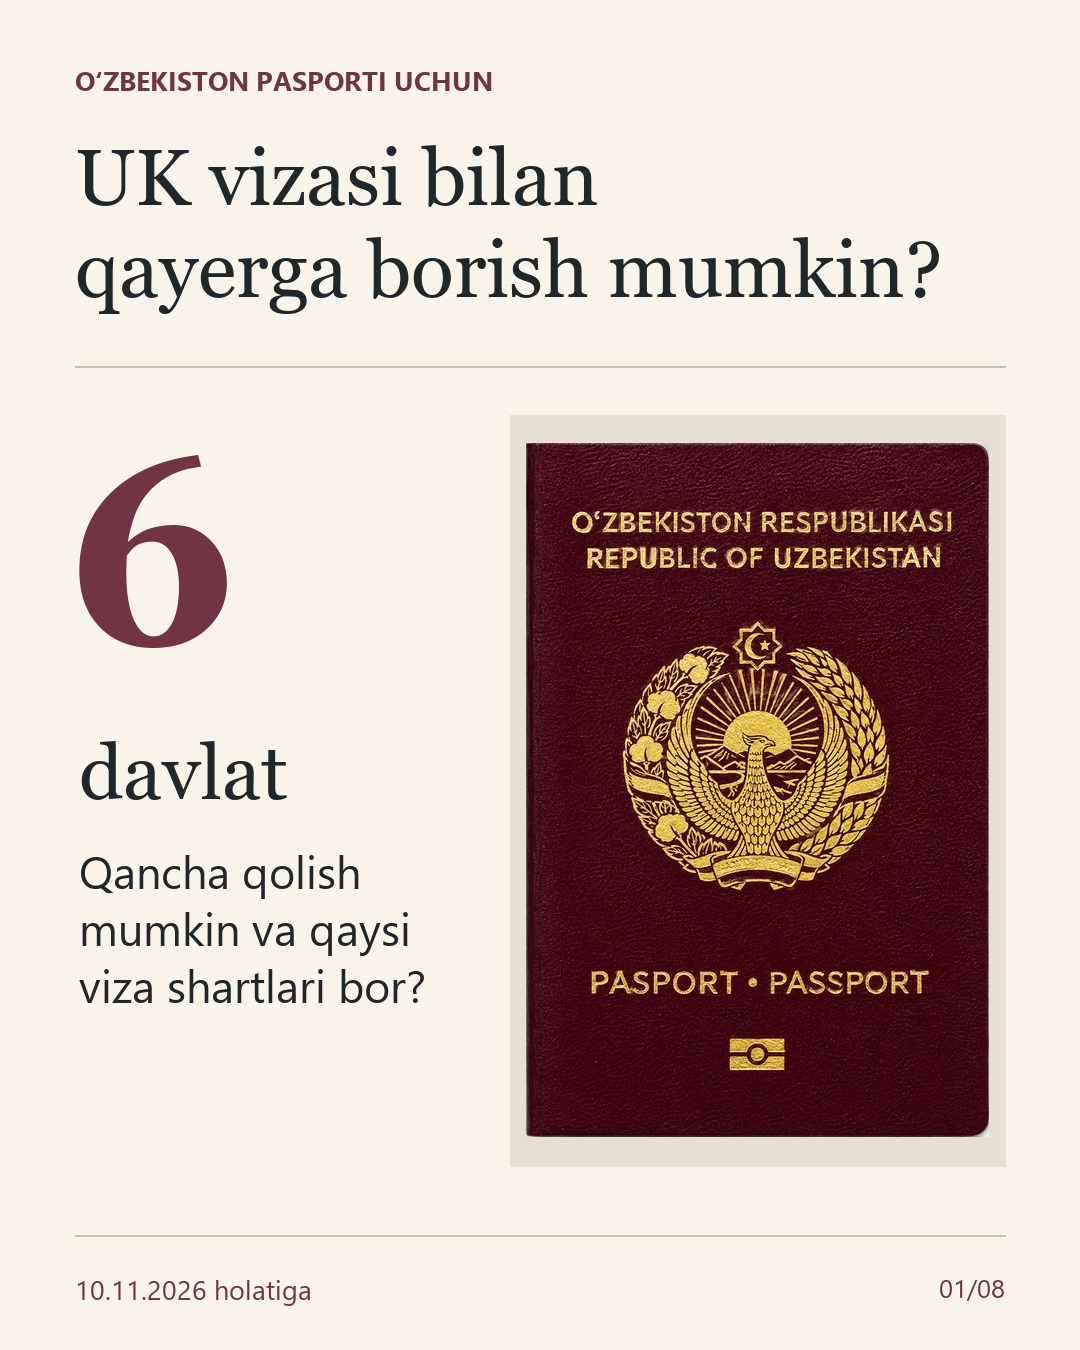 O‘ZBEKISTON PASPORTI UCHUN
UK vizasi bilan
qayerga borish mumkin?
6
davlat
Qancha qolish
mumkin va qaysi
viza shartlari bor?
O‘ZBEKISTON RESPUBLIKASI
REPUBLIC OF UZBEKISTAN
PASPORT • PASSPORT
10.11.2026 holatiga
01/08